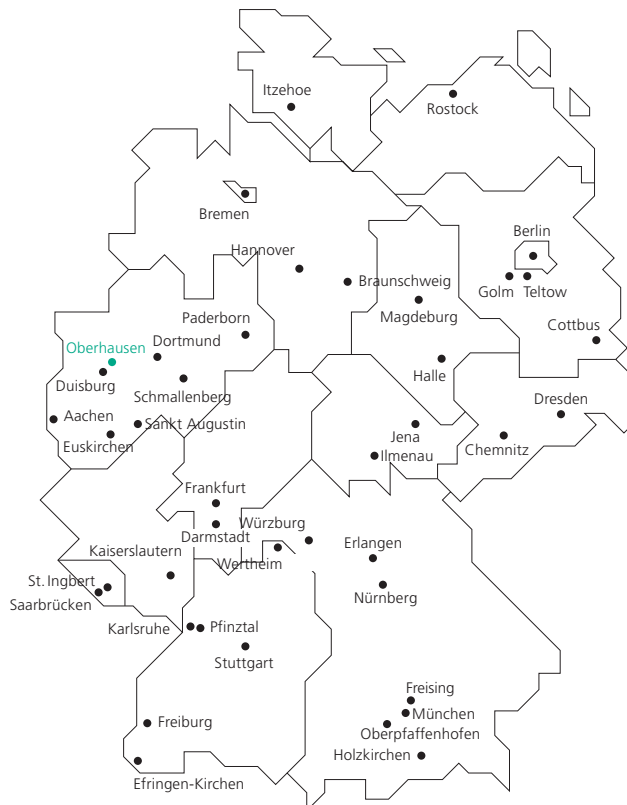 Itzehoe
Rostock
Bremen
Berlin
Hannover
Braunschweig
Golm
Teltow
Magdeburg
Paderborn
Cottbus
Oberhausen
Dortmund
Duisburg
Halle
Schmallenberg
Aachen
Sankt Augustin
Dresden
Euskirchen
Jena
Chemnitz
Ilmenau
Frankfurt
Würzburg
Darmstadt
Kaiserslautern
Wertheim
Erlangen
St. Ingbert
Nürnberg
Saarbrücken
Karlsruhe
Pfinztal
Stuttgart
Freising
München
Freiburg
Oberpfaffenhofen
Holzkirchen
Efringen-Kirchen